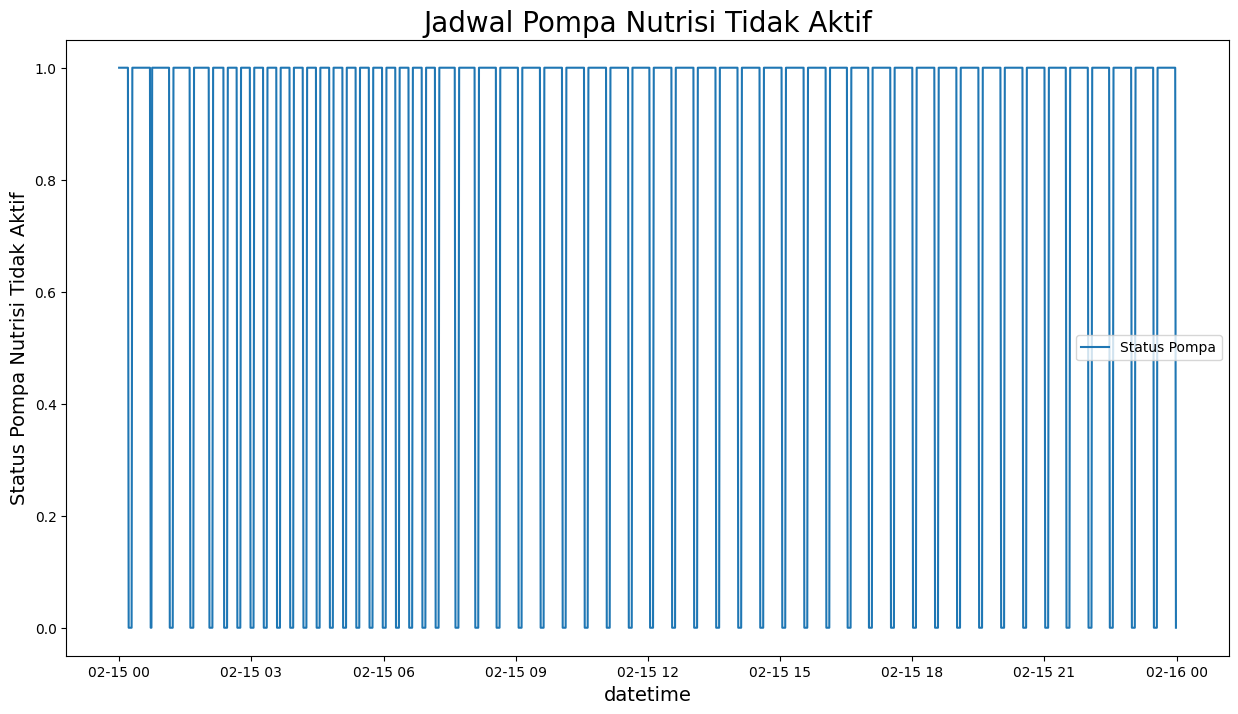 Jadwal Pompa Nutrisi Tidak Aktif
Status Pompa Nutrisi Tidak Aktif
1.0
0.8
0.6
0.4
0.2
0.0
Status Pompa
02-15 00 02-15 03 02-15 06 02-15 09 02-15 12 02-15 15 02-15 18 02-15 21 02-16 00
datetime